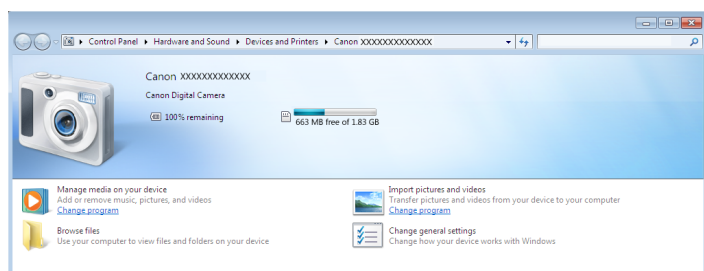 Control Panel ▸ Hardware and Sound ▸ Devices and Printers ▸ Canon XXXXXXXXXXXXX
Canon XXXXXXXXXXXXX
Canon Digital Camera
100% remaining
663 MB free of 1.83 GB
Manage media on your device
Add or remove music, pictures, and videos
Change program
Import pictures and videos
Transfer pictures and videos from your device to your computer
Change program
Browse files
Use your computer to view files and folders on your device
Change general settings
Change how your device works with Windows